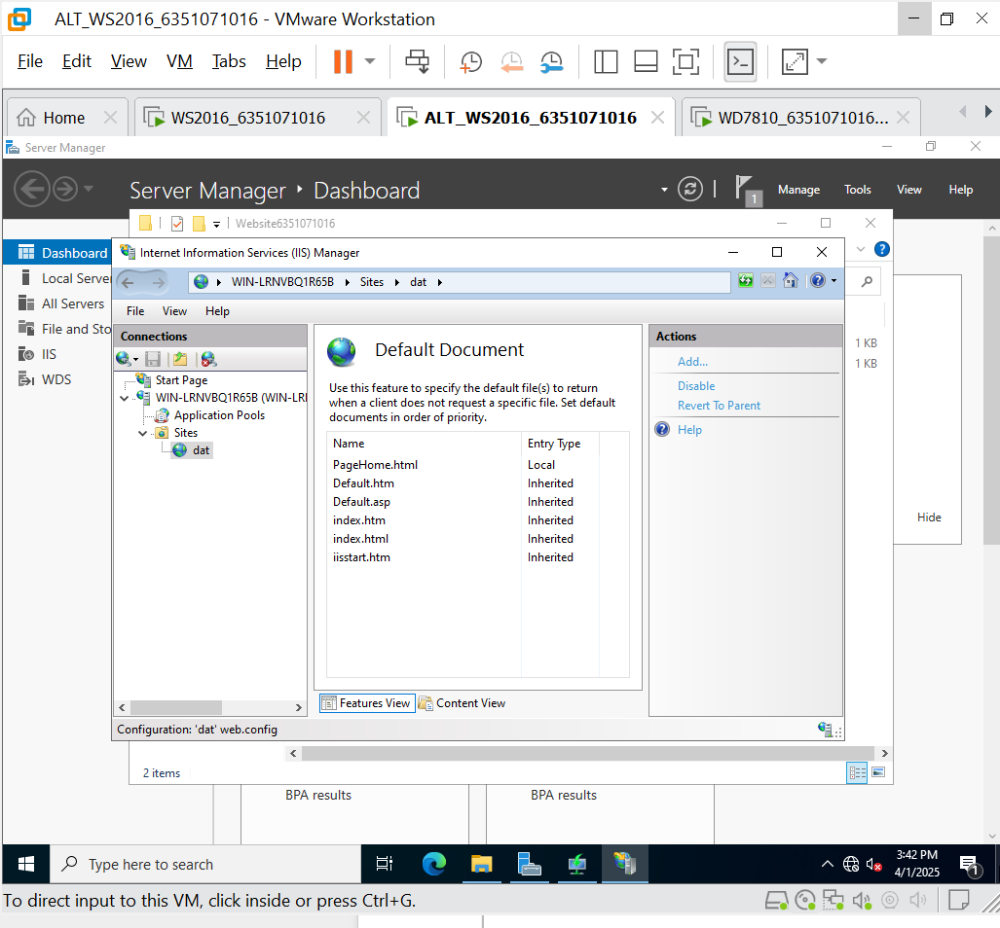 ALT_WS2016_6351071016 - VMware Workstation
File Edit View VM Tabs Help
Home WS2016_6351071016 ALT_WS2016_6351071016 WD7810_6351071016...
Server Manager
Server Manager Dashboard 1 Manage Tools View Help
Website6351071016
Dashboard
Local Server
All Servers
File and Sto
IIS
WDS
Internet Information Services (IIS) Manager
WIN-LRNVBQ1R65B Sites dat
File View Help
Connections
Start Page
WIN-LRNVBQ1R65B (WIN-LRI
Application Pools
Sites
dat
Default Document
Use this feature to specify the default file(s) to return
when a client does not request a specific file. Set default
documents in order of priority.
Name Entry Type
PageHome.html Local
Default.htm Inherited
Default.asp Inherited
index.htm Inherited
index.html Inherited
iisstart.htm Inherited
Features View Content View
Actions
Add...
Disable
Revert To Parent
Help
Configuration: 'dat' web.config
1 KB
1 KB
Hide
2 items
BPA results BPA results
Type here to search
3:42 PM
4/1/2025
1
To direct input to this VM, click inside or press Ctrl+G.